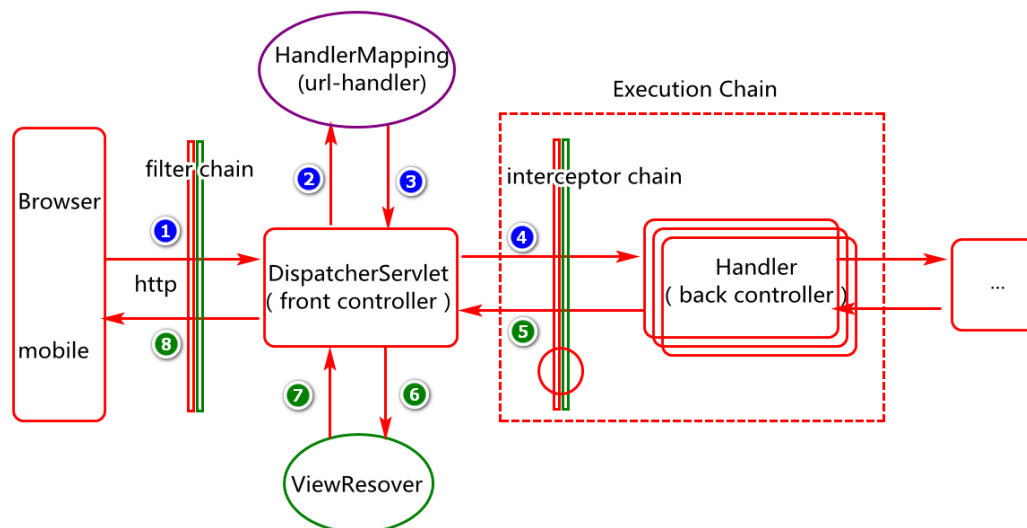 HandlerMapping
(url-handler)
Execution Chain
filter chain
2
3
interceptor chain
Browser
1
4
http
DispatcherServlet
( front controller )
Handler
( back controller )
...
mobile
8
5
7
6
ViewResover